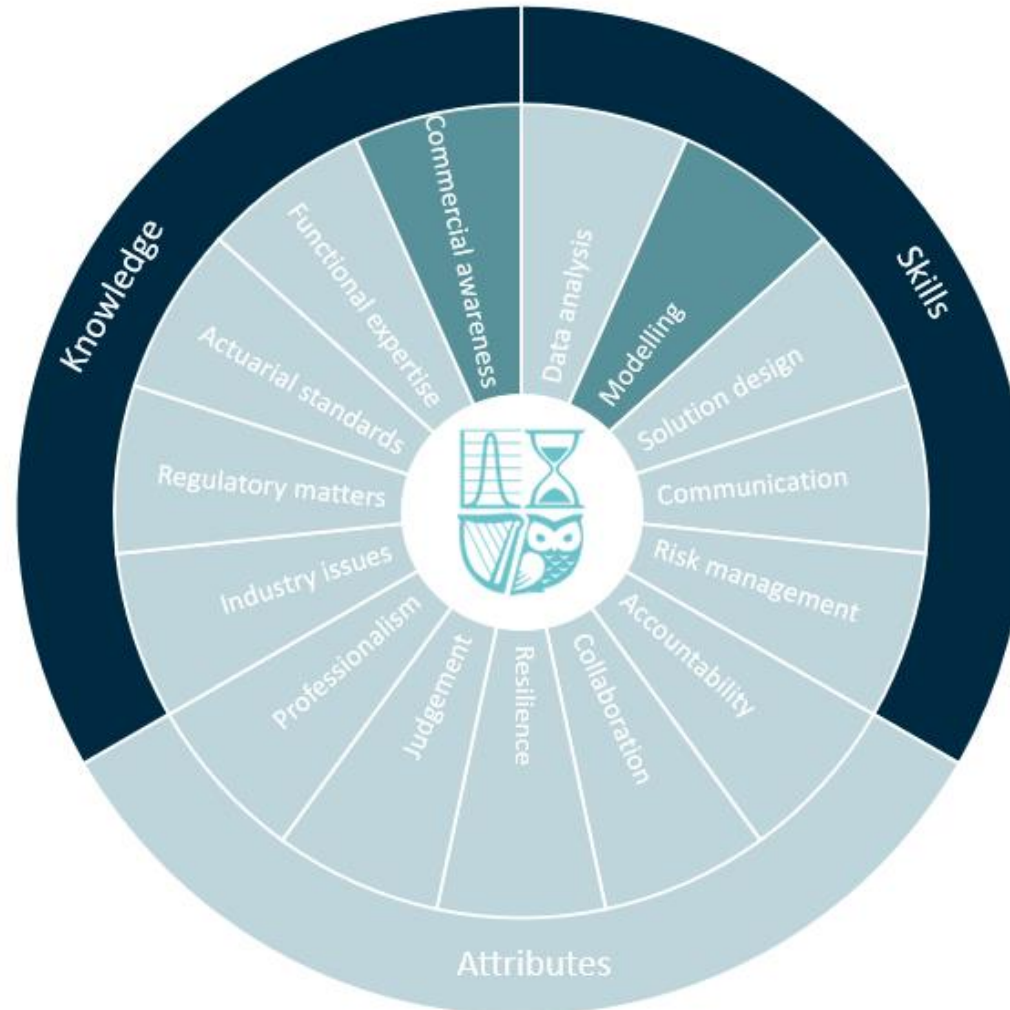 Knowledge
Skills
Attributes
Commercial awareness
Data analysis
Modelling
Solution design
Communication
Risk management
Accountability
Collaboration
Resilience
Judgement
Professionalism
Industry issues
Regulatory matters
Actuarial standards
Functional expertise